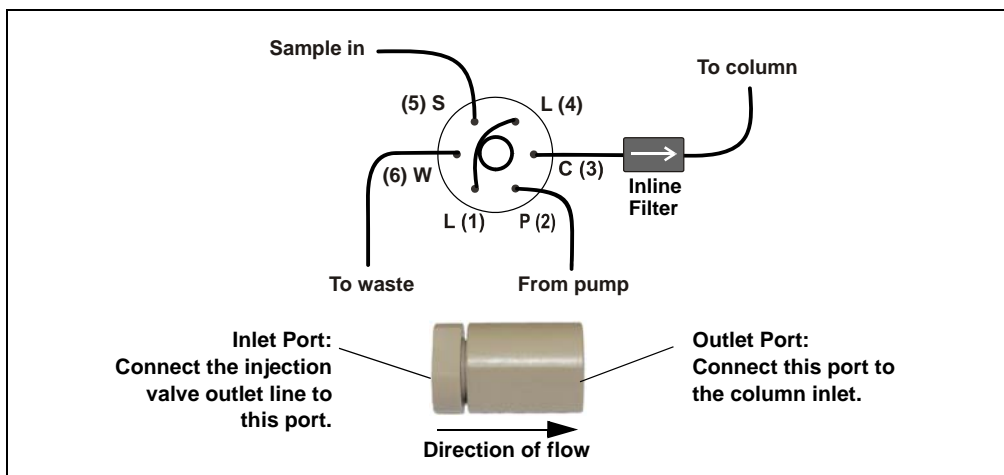 Sample in
To column
(5) S
L (4)
(6) W
C (3)
Inline
Filter
L (1)
P (2)
To waste
From pump
Inlet Port:
Connect the injection
valve outlet line to
this port.
Outlet Port:
Connect this port to
the column inlet.
Direction of flow